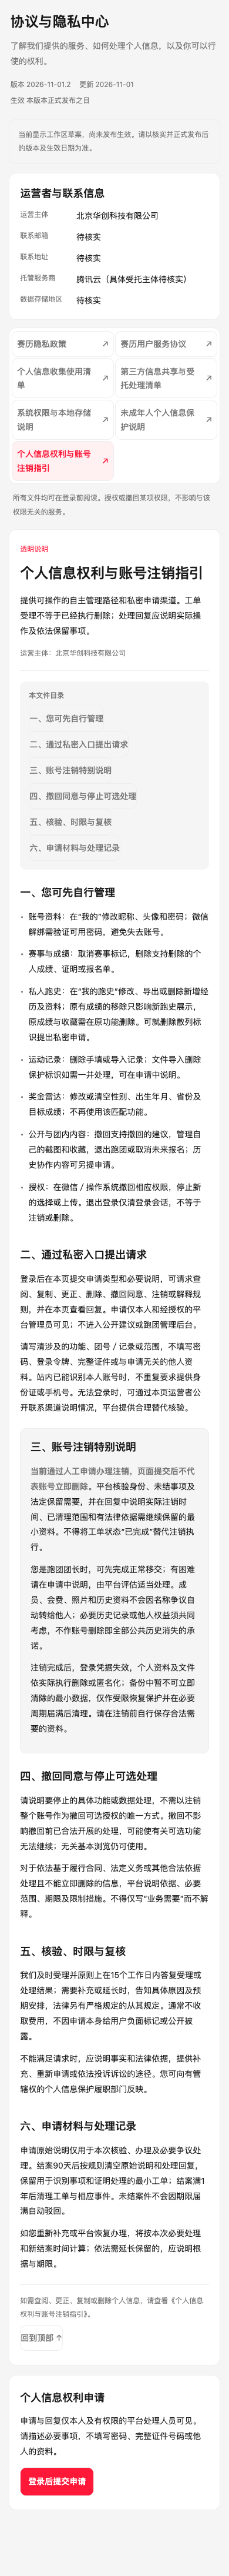 协议与隐私中心
了解我们提供的服务、如何处理个人信息，以及你可以行
使的权利。
版本 2026-11-01.2 更新 2026-11-01
生效 本版本正式发布之日
当前显示工作区草案，尚未发布生效。请以核实并正式发布后
的版本及生效日期为准。
运营者与联系信息
运营主体 北京华创科技有限公司
联系邮箱 待核实
联系地址 待核实
托管服务商 腾讯云（具体受托主体待核实）
数据存储地区 待核实
赛历隐私政策 ↗
赛历用户服务协议 ↗
个人信息收集使用清
单 ↗
第三方信息共享与受
托处理清单 ↗
系统权限与本地存储
说明 ↗
未成年人个人信息保
护说明 ↗
个人信息权利与账号
注销指引 ↗
所有文件均可在登录前阅读。授权或撤回某项权限，不影响与该
权限无关的服务。
透明说明
个人信息权利与账号注销指引
提供可操作的自主管理路径和私密申请渠道。工单
受理不等于已经执行删除；处理回复应说明实际操
作及依法保留事项。
运营主体：北京华创科技有限公司
本文件目录
一、您可先自行管理
二、通过私密入口提出请求
三、账号注销特别说明
四、撤回同意与停止可选处理
五、核验、时限与复核
六、申请材料与处理记录
一、您可先自行管理
· 账号资料：在“我的”修改昵称、头像和密码；微信
解绑需验证可用密码，避免失去账号。
· 赛事与成绩：取消赛事标记，删除支持删除的个
人成绩、证明或报名单。
· 私人跑史：在“我的跑史”修改、导出或删除新增经
历及资料；原有成绩的移除只影响新跑史展示，
原成绩与收藏需在原功能删除。可就删除散列标
识提出私密申请。
· 运动记录：删除手填或导入记录；文件导入删除
保护标识如需一并处理，可在申请中说明。
· 奖金雷达：修改或清空性别、出生年月、省份及
目标成绩；不再使用该匹配功能。
· 公开与团内内容：撤回支持撤回的建议，管理自
己的截图和收藏，退出跑团或取消未来报名；历
史协作内容可另提申请。
· 授权：在微信 / 操作系统撤回相应权限，停止新
的选择或上传。退出登录仅清登录会话，不等于
注销或删除。
二、通过私密入口提出请求
登录后在本页提交申请类型和必要说明，可请求查
阅、复制、更正、删除、撤回同意、注销或解释规
则，并在本页查看回复。申请仅本人和经授权的平
台管理员可见；不进入公开建议或跑团管理后台。
请写清涉及的功能、团号 / 记录或范围，不填写密
码、登录令牌、完整证件或与申请无关的他人资
料。站内已能识别本人账号时，不重复要求提供身
份证或手机号。无法登录时，可通过本页运营者公
开联系渠道说明情况，平台提供合理替代核验。
三、账号注销特别说明
当前通过人工申请办理注销，页面提交后不代
表账号立即删除。平台核验身份、未结事项及
法定保留需要，并在回复中说明实际注销时
间、已清理范围和有法律依据需继续保留的最
小资料。不得将工单状态“已完成”替代注销执
行。
您是跑团团长时，可先完成正常移交；有困难
请在申请中说明，由平台评估适当处理。成
员、会费、照片和历史资料不会因名称争议自
动转给他人；必要历史记录或他人权益须共同
考虑，不作账号删除即全部公共历史消失的承
诺。
注销完成后，登录凭据失效，个人资料及文件
依实际执行删除或匿名化；备份中暂不可立即
清除的最小数据，仅作受限恢复保护并在必要
周期届满后清理。请在注销前自行保存合法需
要的资料。
四、撤回同意与停止可选处理
请说明要停止的具体功能或数据处理，不需以注销
整个账号作为撤回可选授权的唯一方式。撤回不影
响撤回前已合法开展的处理，可能使有关可选功能
无法继续；无关基本浏览仍可使用。
对于依法基于履行合同、法定义务或其他合法依据
处理且不能立即删除的信息，平台说明依据、必要
范围、期限及限制措施。不得仅写“业务需要”而不解
释。
五、核验、时限与复核
我们及时受理并原则上在15个工作日内答复受理或
处理结果；需要补充或延长时，告知具体原因及预
期安排，法律另有严格规定的从其规定。通常不收
取费用，不因申请本身给用户负面标记或公开披
露。
不能满足请求时，应说明事实和法律依据，提供补
充、重新申请或依法投诉诉讼的途径。您可向有管
辖权的个人信息保护履职部门反映。
六、申请材料与处理记录
申请原始说明仅用于本次核验、办理及必要争议处
理。结案90天后按规则清空原始说明和处理回复，
保留用于识别事项和证明处理的最小工单；结案满1
年后清理工单与相应事件。未结案件不会因期限届
满自动驳回。
如您重新补充或平台恢复办理，将按本次必要处理
和新结案时间计算；依法需延长保留的，应说明根
据与期限。
如需查阅、更正、复制或删除个人信息，请查看《个人信息
权利与账号注销指引》。
回到顶部 ↑
个人信息权利申请
申请与回复仅本人及有权限的平台处理人员可见。
请描述必要事项，不填写密码、完整证件号码或他
人的资料。
登录后提交申请